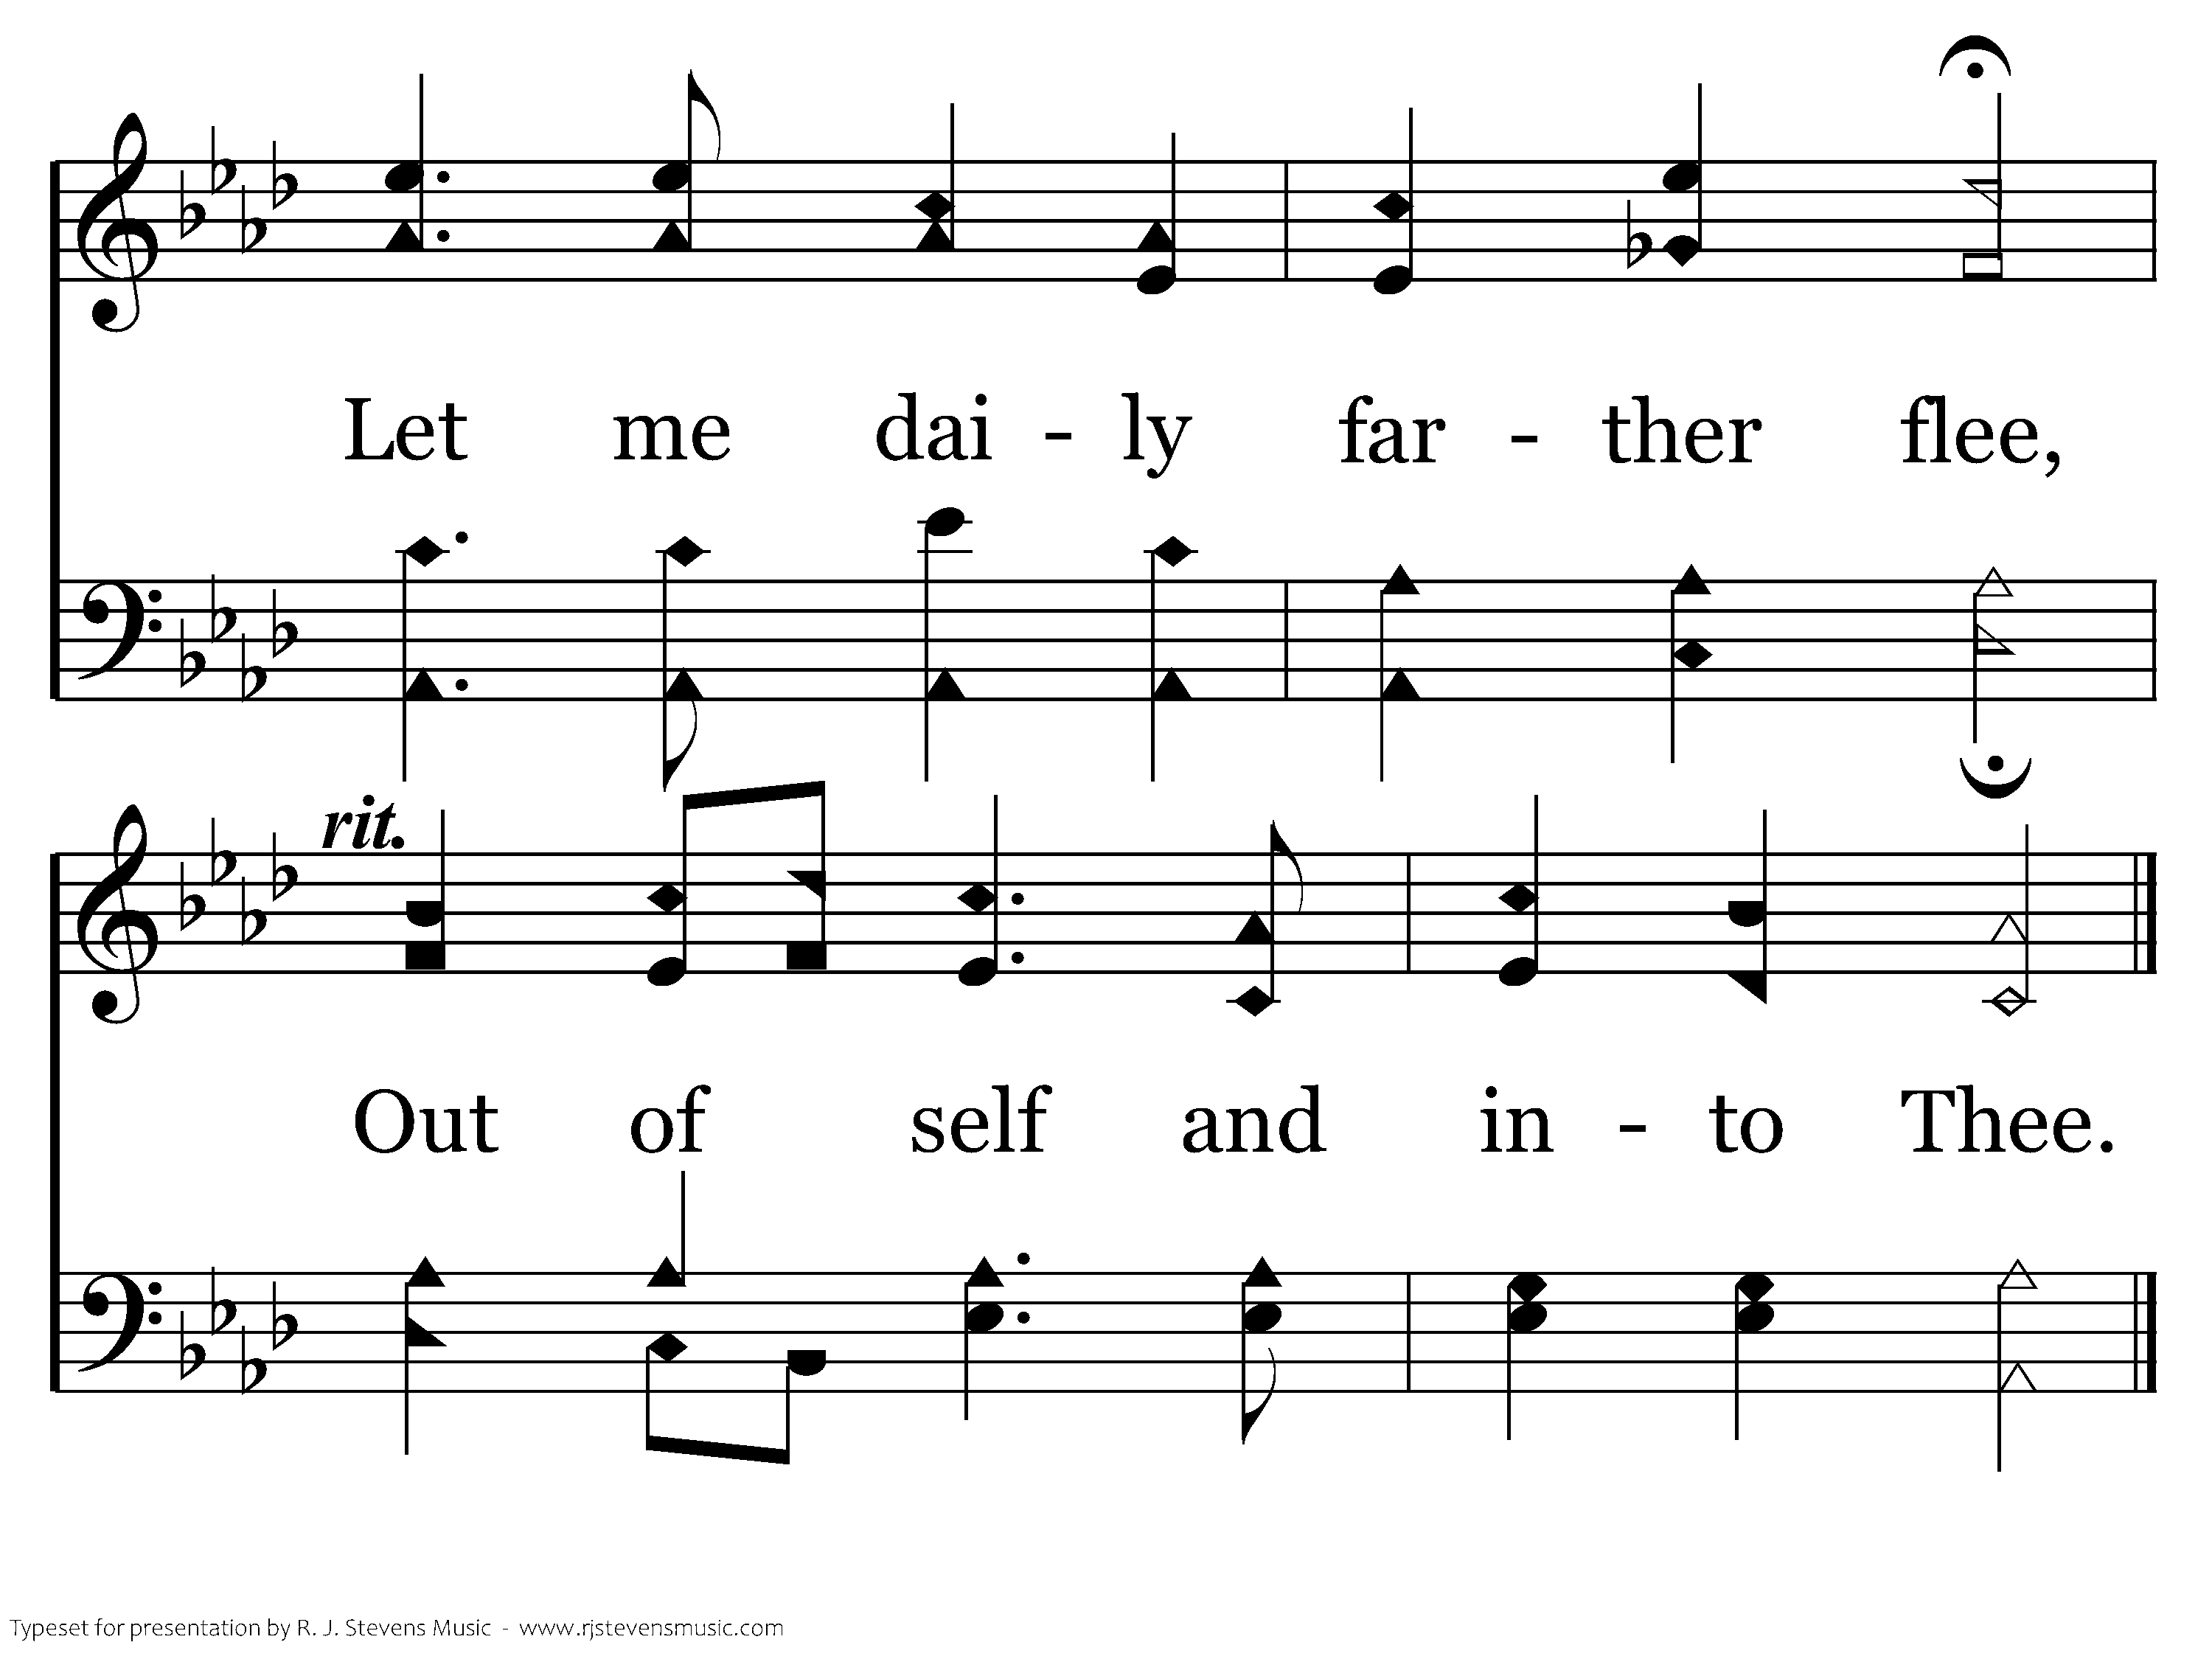 Let me dai - ly far - ther flee,
rit.
Out of self and in - to Thee.
Typeset for presentation by R. J. Stevens Music - www.rjstevensmusic.com